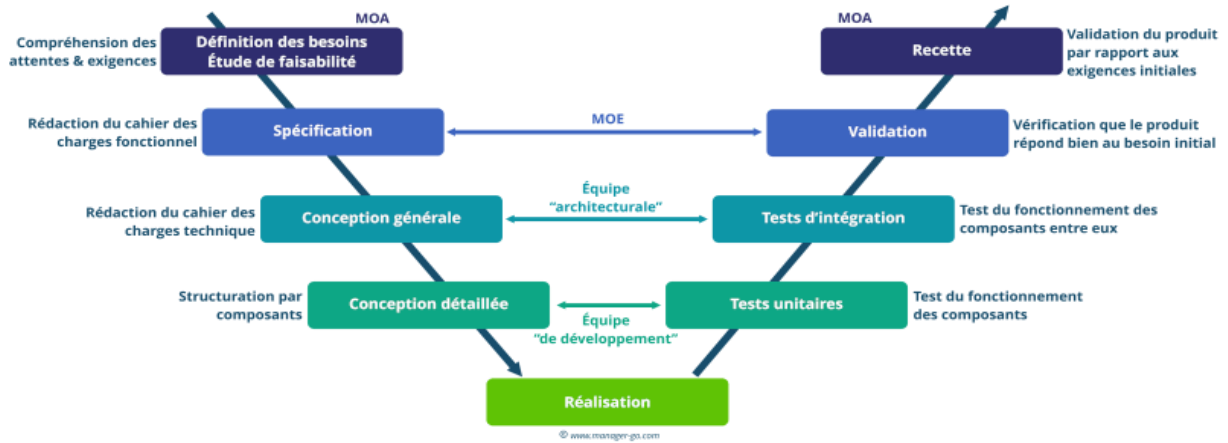 MOA
MOA
Compréhension des
attentes & exigences
Définition des besoins
Étude de faisabilité
Recette
Validation du produit
par rapport aux
exigences initiales
Rédaction du cahier des
charges fonctionnel
Spécification
MOE
Validation
Vérification que le produit
répond bien au besoin initial
Rédaction du cahier des
charges technique
Conception générale
Équipe
“architecturale”
Tests d’intégration
Test du fonctionnement des
composants entre eux
Structuration par
composants
Conception détaillée
Équipe
“de développement”
Tests unitaires
Test du fonctionnement
des composants
Réalisation
© www.manager-go.com